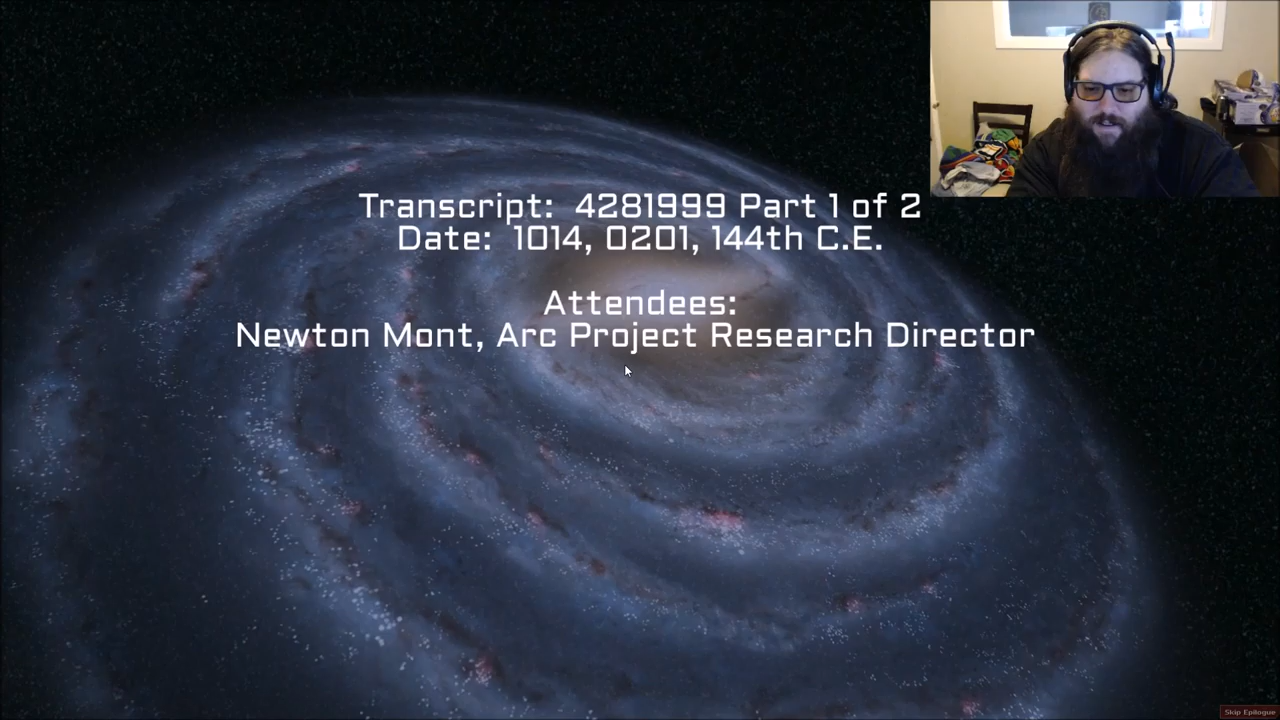 Transcript: 4281999 Part 1 of 2
Date: 1014, 0201, 144th C.E.
Attendees:
Newton Mont, Arc Project Research Director
Skip Epilogue